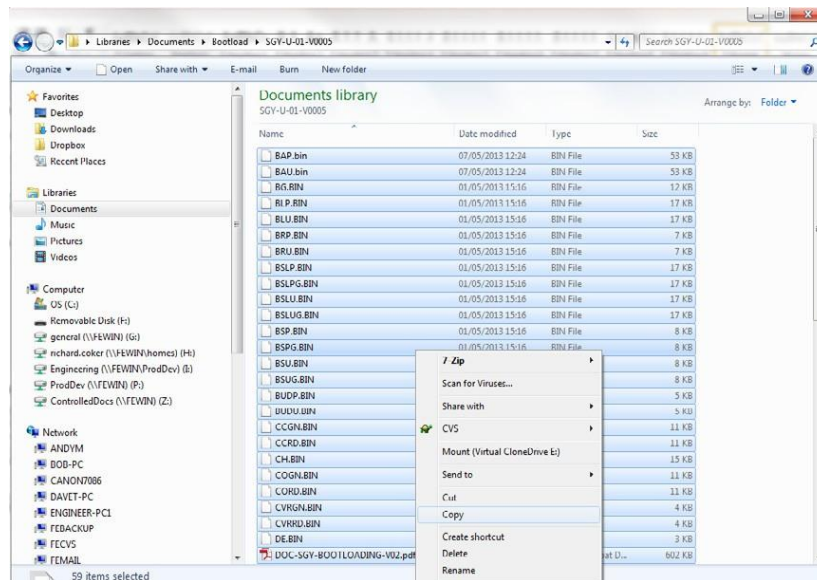 Libraries ▸ Documents ▸ Bootload ▸ SGY-U-01-V0005
Search SGY-U-01-V0005
Organize Open Share with E-mail Burn New folder
Favorites
Desktop
Downloads
Dropbox
Recent Places
Libraries
Documents
Music
Pictures
Videos
Computer
OS (C:)
Removable Disk (F:)
general (\\FEWIN) (G:)
richard.coker (\\FEWIN\homes) (H:)
Engineering (\\FEWIN\ProdDev) (I:)
ProdDev (\\FEWIN) (P:)
ControlledDocs (\\FEWIN) (Z:)
Network
ANDYM
BOB-PC
CANON7086
DAVET-PC
ENGINEER-PC1
FEBACKUP
FECVS
FEMAIL
Documents library
SGY-U-01-V0005
Arrange by: Folder
Name Date modified Type Size
BAP.bin 07/05/2013 12:24 BIN File 53 KB
BAU.bin 07/05/2013 12:24 BIN File 53 KB
BG.BIN 01/05/2013 15:16 BIN File 12 KB
BLP.BIN 01/05/2013 15:16 BIN File 17 KB
BLU.BIN 01/05/2013 15:16 BIN File 17 KB
BRP.BIN 01/05/2013 15:16 BIN File 7 KB
BRU.BIN 01/05/2013 15:16 BIN File 7 KB
BSLP.BIN 01/05/2013 15:16 BIN File 17 KB
BSLPG.BIN 01/05/2013 15:16 BIN File 17 KB
BSLU.BIN 01/05/2013 15:16 BIN File 17 KB
BSLUG.BIN 01/05/2013 15:16 BIN File 17 KB
BSP.BIN 01/05/2013 15:16 BIN File 8 KB
BSPG.BIN 01/05/2013 15:16 BIN File 8 KB
BSU.BIN 8 KB
BSUG.BIN 8 KB
BUDP.BIN 5 KB
BUDU.BIN 5 KB
CCGN.BIN 11 KB
CCRD.BIN 11 KB
CH.BIN 15 KB
COGN.BIN 11 KB
CORD.BIN 11 KB
CVRGN.BIN 4 KB
CVRRD.BIN 4 KB
DE.BIN 3 KB
DOC-SGY-BOOTLOADING-V02.pdf 602 KB
7-Zip
Scan for Viruses...
Share with
CVS
Mount (Virtual CloneDrive E:)
Send to
Cut
Copy
Create shortcut
Delete
Rename
59 items selected